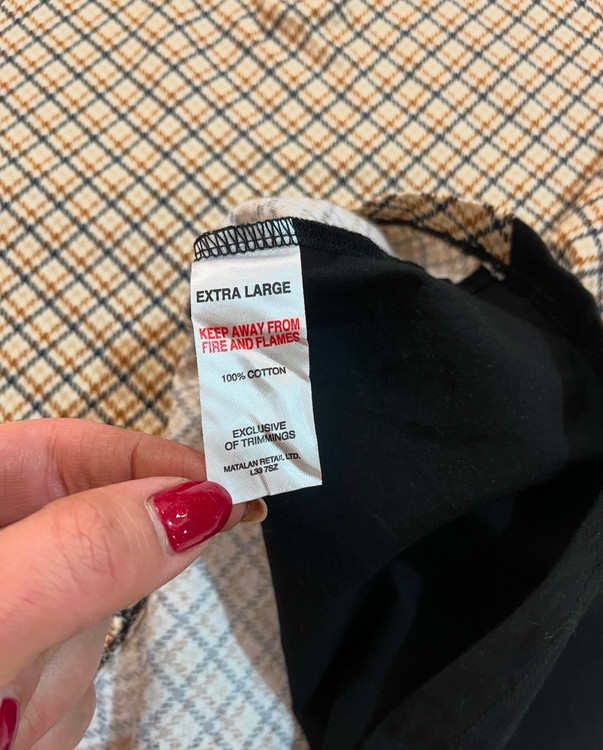 EXTRA LARGE
KEEP AWAY FROM
FIRE AND FLAMES
100% COTTON
EXCLUSIVE
OF TRIMMINGS
MATALAN RETAIL LTD.
L33 7SZ